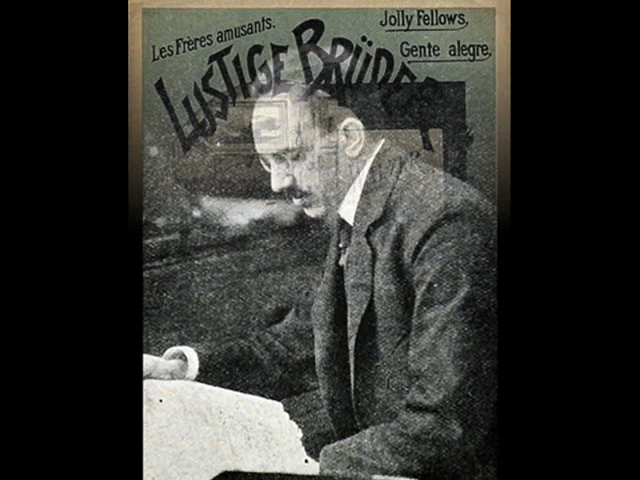 Les Frères amusants.
Jolly Fellows,
Gente alegre,
LUSTIGE BRÜDE